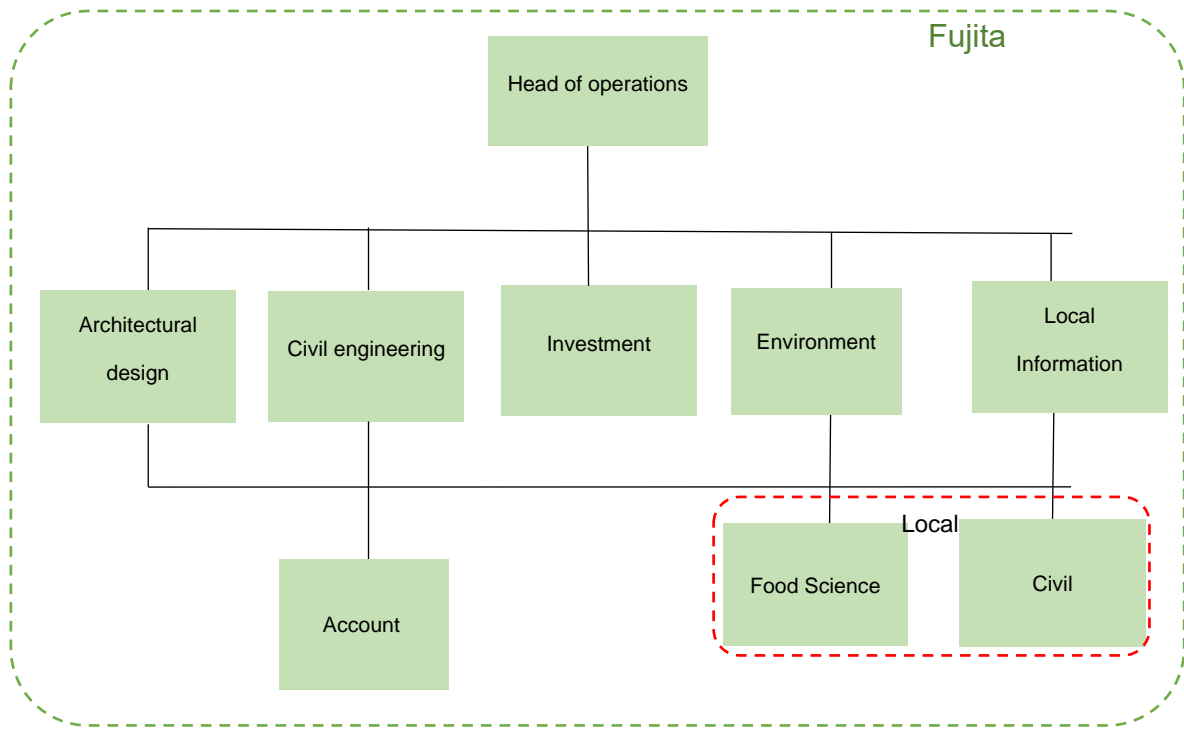 Fujita
Head of operations
Architectural
design
Civil engineering
Investment
Environment
Local
Information
Local
Food Science
Civil
Account